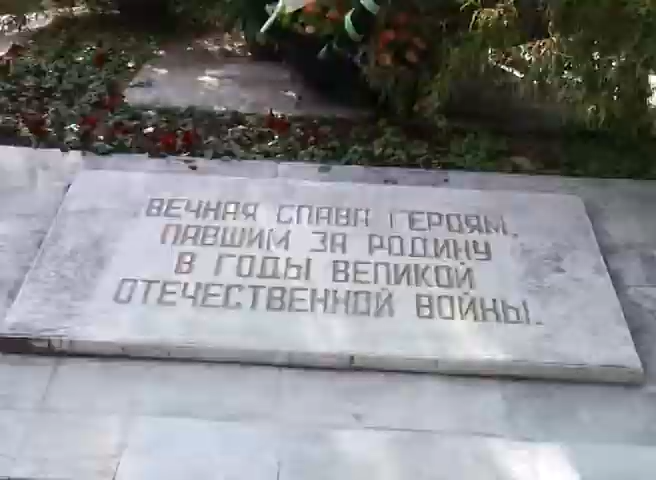 ВЕЧНАЯ СЛАВА ГЕРОЯМ,
ПАВШИМ ЗА РОДИНУ
В ГОДЫ ВЕЛИКОЙ
ОТЕЧЕСТВЕННОЙ ВОЙНЫ.